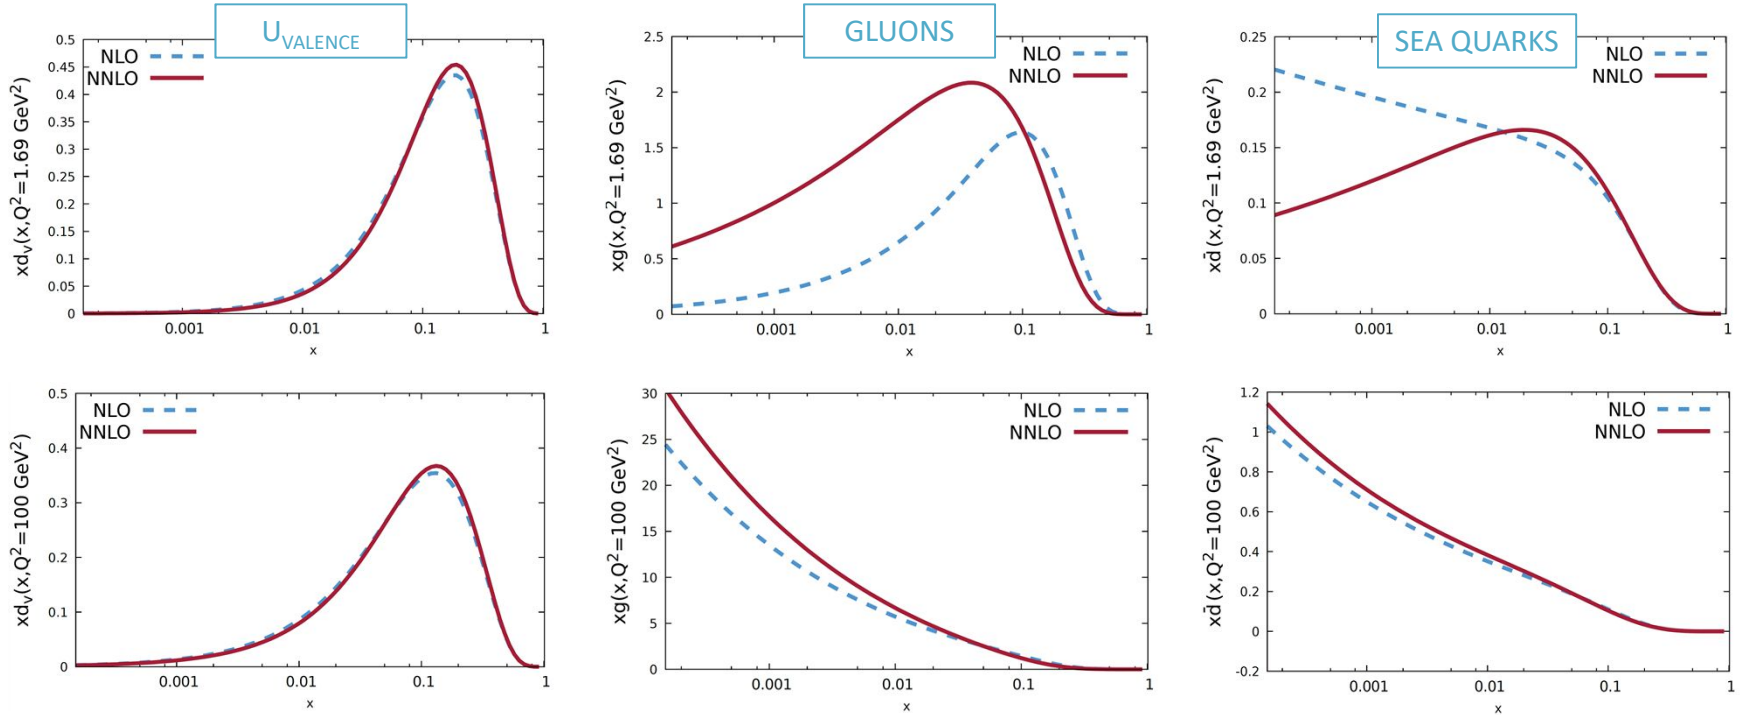 U_VALENCE
NLO
NNLO
0.5
0.45
0.4
0.35
0.3
0.25
0.2
0.15
0.1
0.05
0
xd_v(x,Q²=1.69 GeV²)
0.001 0.01 0.1 1
x
GLUONS
NLO
NNLO
2.5
2
1.5
1
0.5
0
xg(x,Q²=1.69 GeV²)
0.001 0.01 0.1 1
x
SEA QUARKS
NLO
NNLO
0.25
0.2
0.15
0.1
0.05
0
xd̄(x,Q²=1.69 GeV²)
0.001 0.01 0.1 1
x
NLO
NNLO
0.5
0.4
0.3
0.2
0.1
0
xd_v(x,Q²=100 GeV²)
0.001 0.01 0.1 1
x
NLO
NNLO
30
25
20
15
10
5
0
xg(x,Q²=100 GeV²)
0.001 0.01 0.1 1
x
NLO
NNLO
1.2
1
0.8
0.6
0.4
0.2
0
-0.2
xd̄(x,Q²=100 GeV²)
0.001 0.01 0.1 1
x